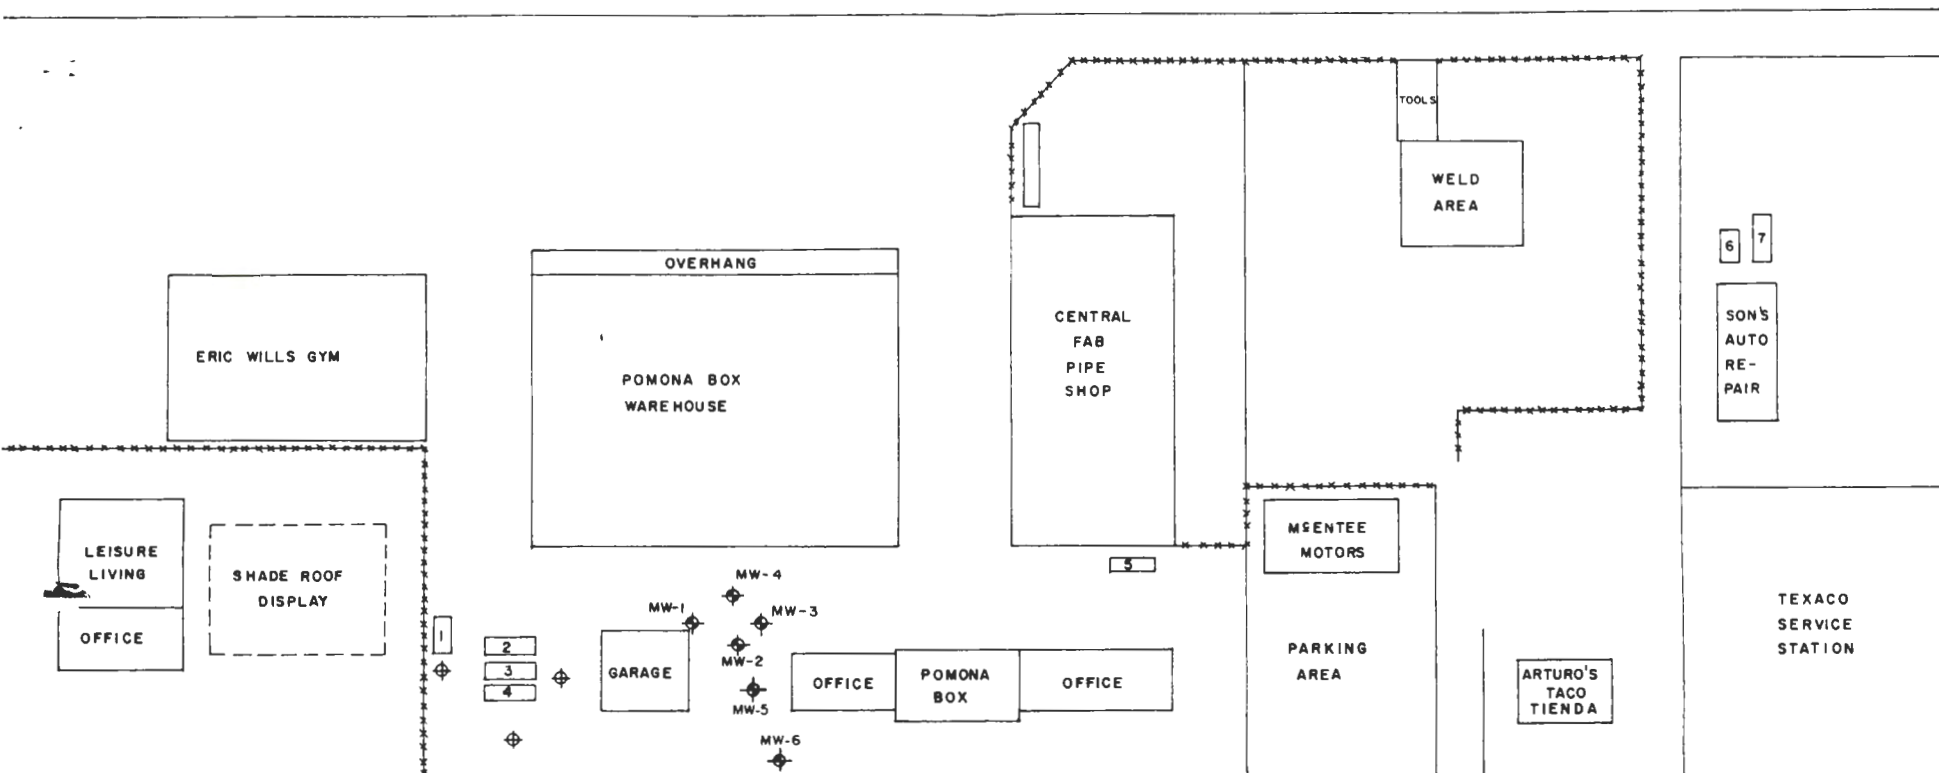 TOOLS
WELD
AREA
6
7
OVERHANG
ERIC WILLS GYM
POMONA BOX
WAREHOUSE
CENTRAL
FAB
PIPE
SHOP
SON'S
AUTO
RE-
PAIR
McENTEE
MOTORS
LEISURE
LIVING
OFFICE
SHADE ROOF
DISPLAY
1
2
3
4
5
MW-4
MW-1
MW-3
MW-2
MW-5
MW-6
GARAGE
OFFICE
POMONA
BOX
OFFICE
PARKING
AREA
ARTURO'S
TACO
TIENDA
TEXACO
SERVICE
STATION